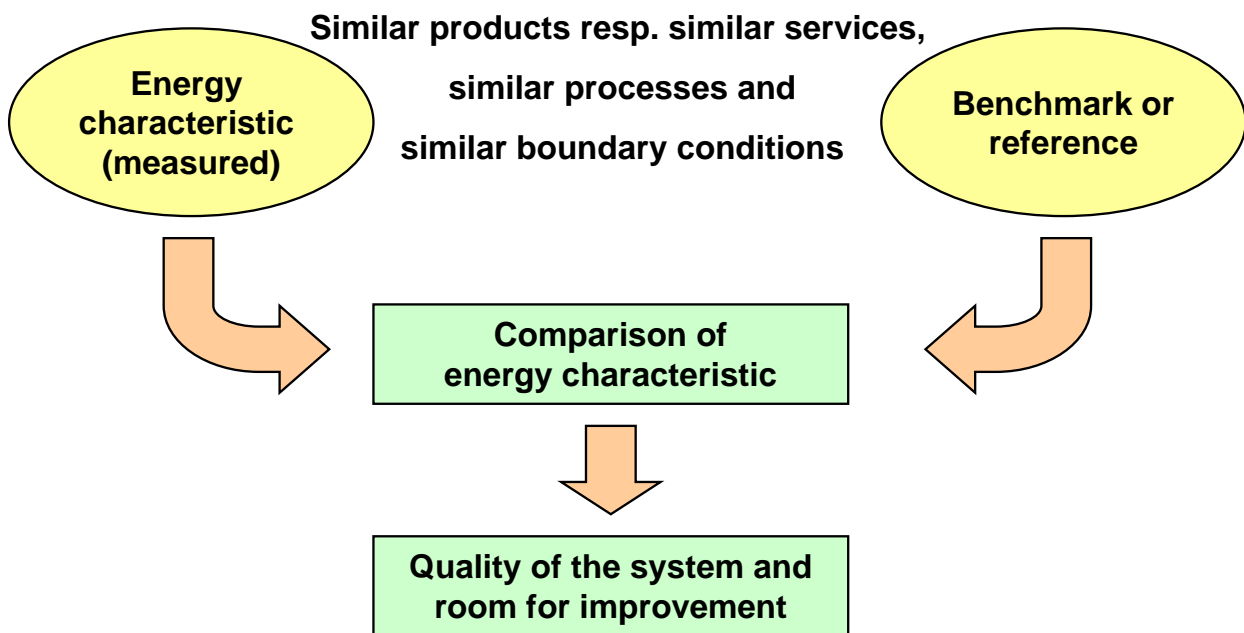 Similar products resp. similar services,
similar processes and
similar boundary conditions
Energy
characteristic
(measured)
Benchmark or
reference
Comparison of
energy characteristic
Quality of the system and
room for improvement